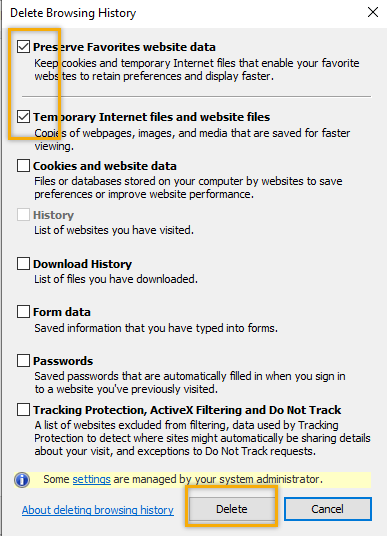 Delete Browsing History
Preserve Favorites website data
Keep cookies and temporary Internet files that enable your favorite
websites to retain preferences and display faster.
Temporary Internet files and website files
Copies of webpages, images, and media that are saved for faster
viewing.
Cookies and website data
Files or databases stored on your computer by websites to save
preferences or improve website performance.
History
List of websites you have visited.
Download History
List of files you have downloaded.
Form data
Saved information that you have typed into forms.
Passwords
Saved passwords that are automatically filled in when you sign in
to a website you've previously visited.
Tracking Protection, ActiveX Filtering and Do Not Track
A list of websites excluded from filtering, data used by Tracking
Protection to detect where sites might automatically be sharing details
about your visit, and exceptions to Do Not Track requests.
Some settings are managed by your system administrator.
About deleting browsing history
Delete
Cancel